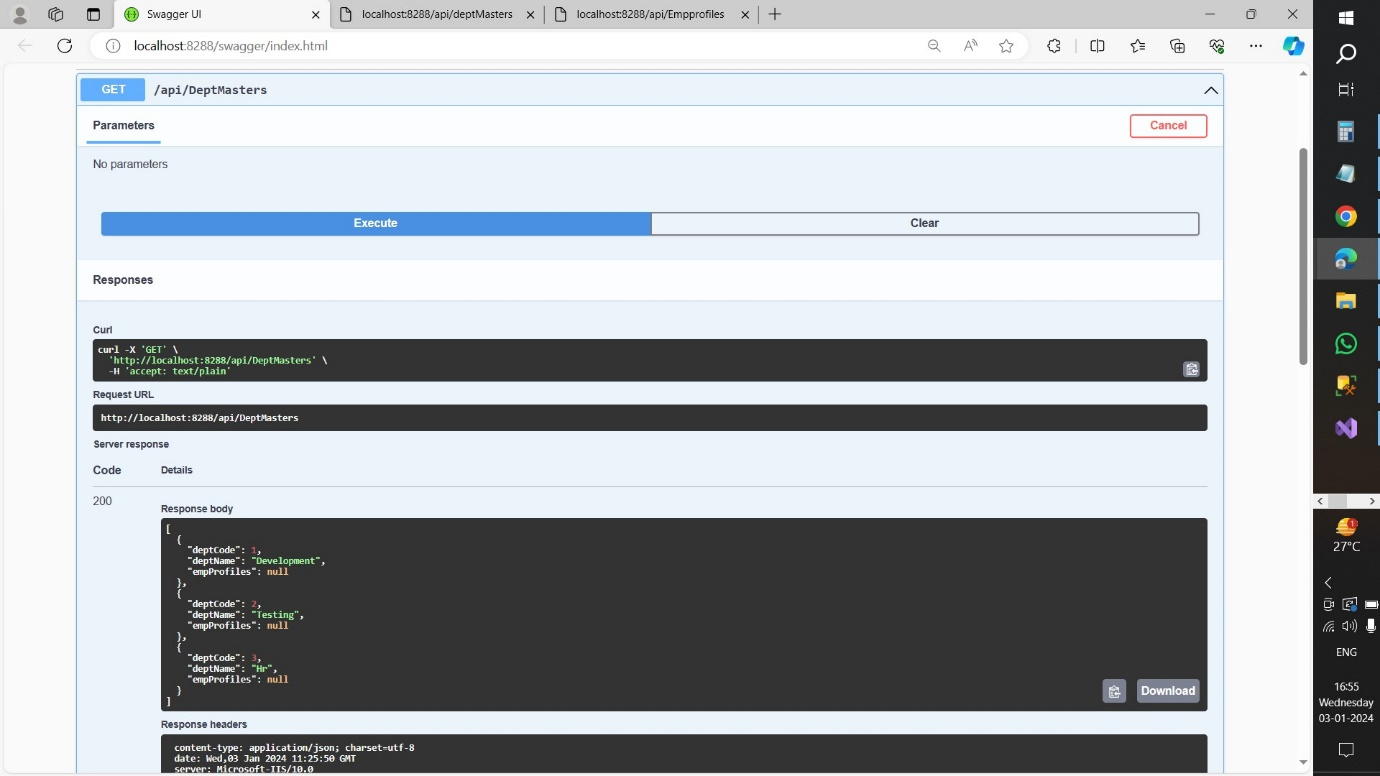 Swagger UI
localhost:8288/api/deptMasters
localhost:8288/api/Empprofiles
localhost:8288/swagger/index.html
GET /api/DeptMasters
Parameters
Cancel
No parameters
Execute
Clear
Responses
Curl
curl -X 'GET' \
'http://localhost:8288/api/DeptMasters' \
-H 'accept: text/plain'
Request URL
http://localhost:8288/api/DeptMasters
Server response
Code Details
200
Response body
[
{
"deptCode": 1,
"deptName": "Development",
"empProfiles": null
},
{
"deptCode": 2,
"deptName": "Testing",
"empProfiles": null
},
{
"deptCode": 3,
"deptName": "Hr",
"empProfiles": null
}
]
Download
Response headers
content-type: application/json; charset=utf-8
date: Wed,03 Jan 2024 11:25:50 GMT
server: Microsoft-IIS/10.0
1
27°C
ENG
16:55
Wednesday
03-01-2024